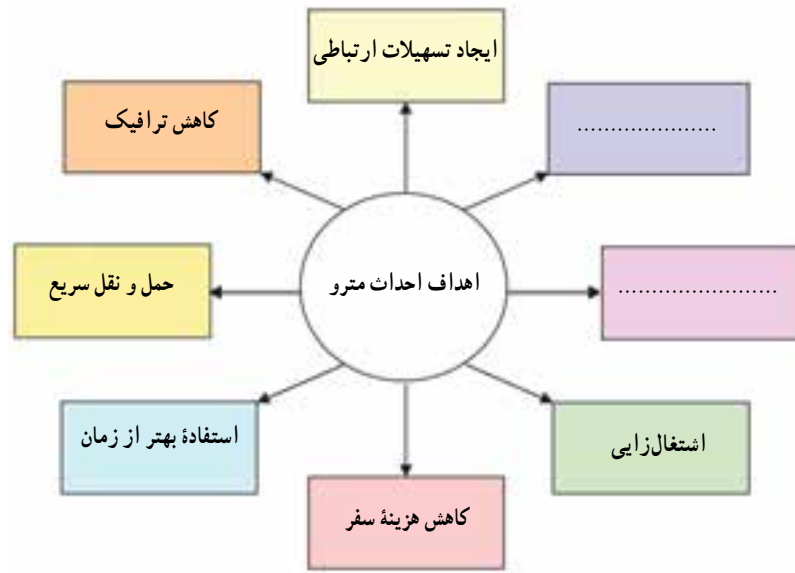 ایجاد تسهیلات ارتباطی
.....................
کاهش ترافیک
اهداف احداث مترو
........................
حمل و نقل سریع
اشتغال‌زایی
استفادهٔ بهتر از زمان
کاهش هزینهٔ سفر